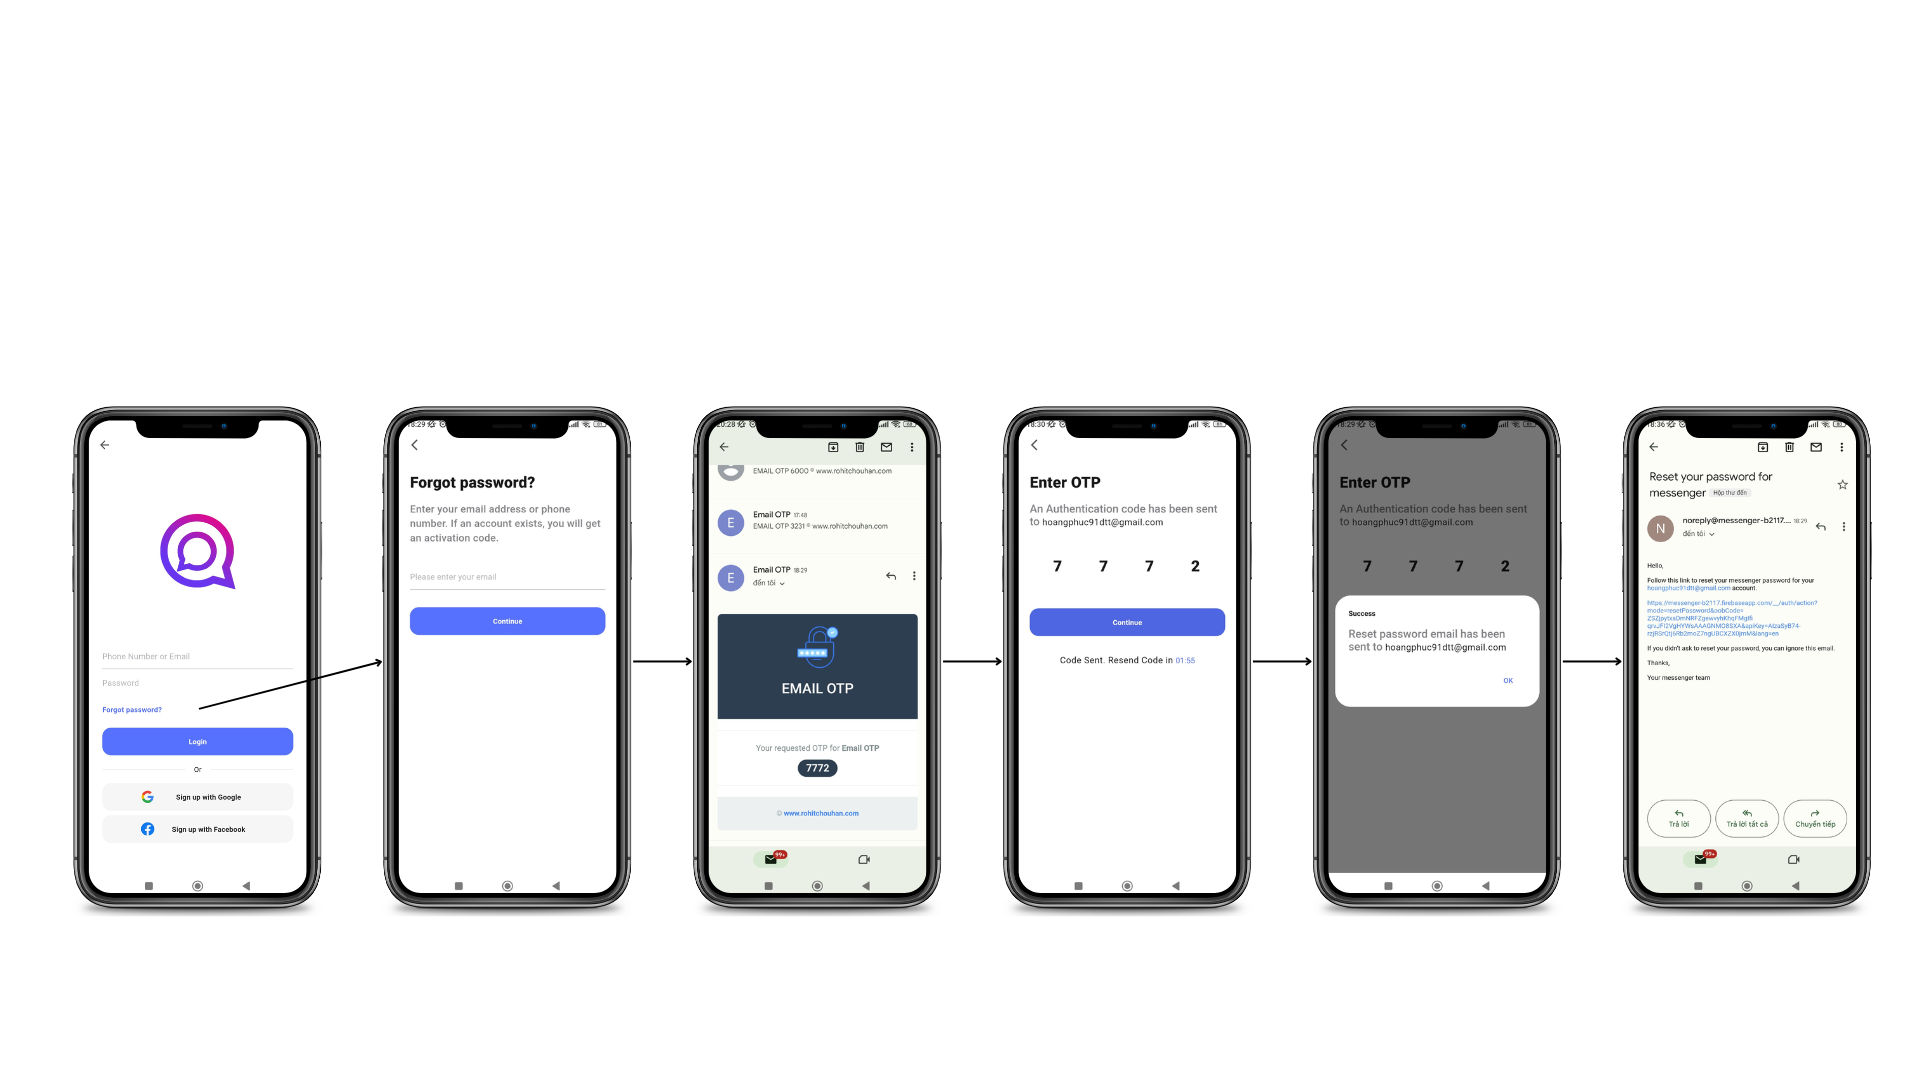 Phone Number or Email
Password
Forgot password?
Login
Or
Sign up with Google
Sign up with Facebook
18:29
Forgot password?
Enter your email address or phone
number. If an account exists, you will get
an activation code.
Please enter your email
Continue
20:28
EMAIL OTP 6000 © www.rohitchouhan.com
E
Email OTP 17:48
EMAIL OTP 3231 © www.rohitchouhan.com
E
Email OTP 18:29
đến tôi
EMAIL OTP
Your requested OTP for Email OTP
7772
© www.rohitchouhan.com
99+
18:30
Enter OTP
An Authentication code has been sent
to hoangphuc91dtt@gmail.com
7 7 7 2
Continue
Code Sent. Resend Code in 01:55
18:29
Enter OTP
An Authentication code has been sent
to hoangphuc91dtt@gmail.com
7 7 7 2
Success
Reset password email has been
sent to hoangphuc91dtt@gmail.com
OK
18:36
Reset your password for
messenger Hộp thư đến
N
noreply@messenger-b2117.... 18:29
đến tôi
Hello,
Follow this link to reset your messenger password for your
hoangphuc91dtt@gmail.com account.
https://messenger-b2117.firebaseapp.com/__/auth/action?
mode=resetPassword&oobCode=
If you didn't ask to reset your password, you can ignore this email.
Thanks,
Your messenger team
Trả lời
Trả lời tất cả
Chuyển tiếp
99+